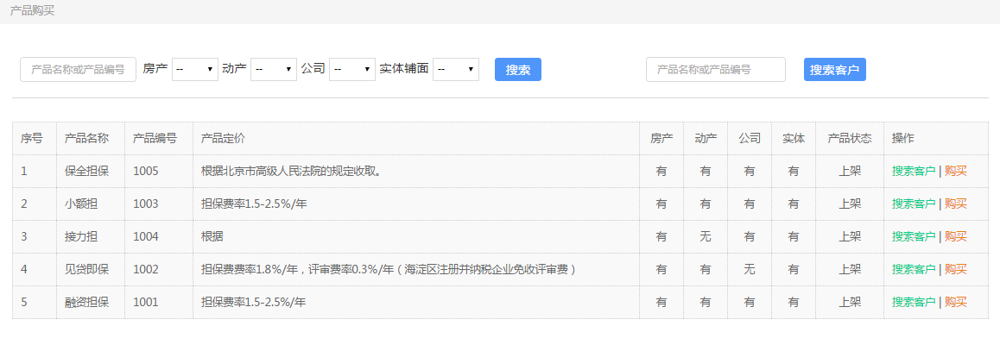 产品购买
产品名称或产品编号 房产 -- 动产 -- 公司 -- 实体铺面 -- 搜索 产品名称或产品编号 搜索客户
序号 产品名称 产品编号 产品定价 房产 动产 公司 实体 产品状态 操作
1 保全担保 1005 根据北京市高级人民法院的规定收取。 有 有 有 有 上架 搜索客户 | 购买
2 小额担 1003 担保费率1.5-2.5%/年 有 有 有 有 上架 搜索客户 | 购买
3 接力担 1004 根据 有 无 有 有 上架 搜索客户 | 购买
4 见贷即保 1002 担保费费率1.8%/年，评审费率0.3%/年（海淀区注册并纳税企业免收评审费） 有 有 无 有 上架 搜索客户 | 购买
5 融资担保 1001 担保费率1.5-2.5%/年 有 有 有 有 上架 搜索客户 | 购买